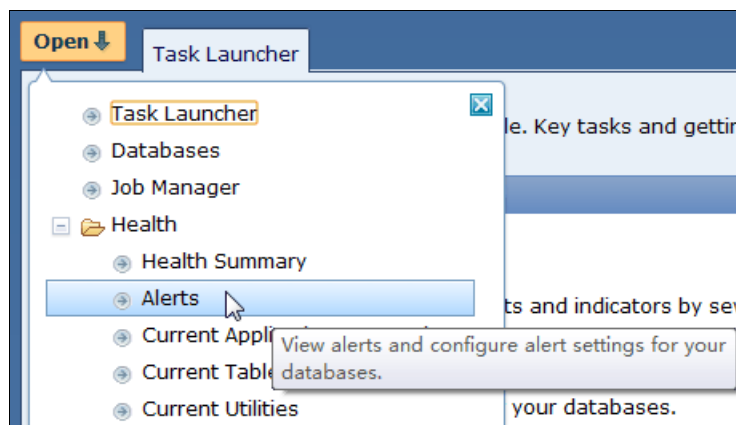 Open
Task Launcher
Task Launcher
le. Key tasks and gettin
Databases
Job Manager
Health
Health Summary
Alerts
ts and indicators by sev
Current Appli
View alerts and configure alert settings for your
databases.
Current Table
Current Utilities
your databases.